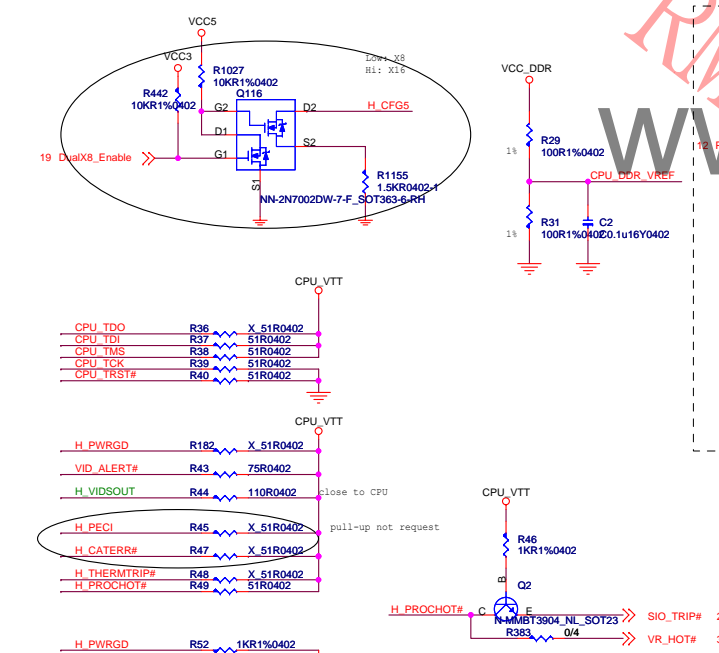 VCC5
VCC3
R1027
10KR1%0402
R442
10KR1%0402
Q116
Low: X8
Hi: X16
G2
D2
H_CFG5
D1
S2
19 DualX8_Enable
G1
S1
R1155
1.5KR0402-1
NN-2N7002DW-7-F_SOT363-6-RH
VCC_DDR
1%
R29
100R1%0402
CPU_DDR_VREF
1%
R31
100R1%0402
C2
C0.1u16Y0402
12
CPU_VTT
CPU_TDO R36 X_51R0402
CPU_TDI R37 51R0402
CPU_TMS R38 51R0402
CPU_TCK R39 51R0402
CPU_TRST# R40 51R0402
CPU_VTT
H_PWRGD R182 X_51R0402
VID_ALERT# R43 75R0402
H_VIDSOUT R44 110R0402 close to CPU
H_PECI R45 X_51R0402 pull-up not request
H_CATERR# R47 X_51R0402
H_THERMTRIP# R48 X_51R0402
H_PROCHOT# R49 51R0402
H_PWRGD R52 1KR1%0402
CPU_VTT
R46
1KR1%0402
B
Q2
H_PROCHOT# C E
N-MMBT3904_NL_SOT23
SIO_TRIP#
R383 0/4
VR_HOT#